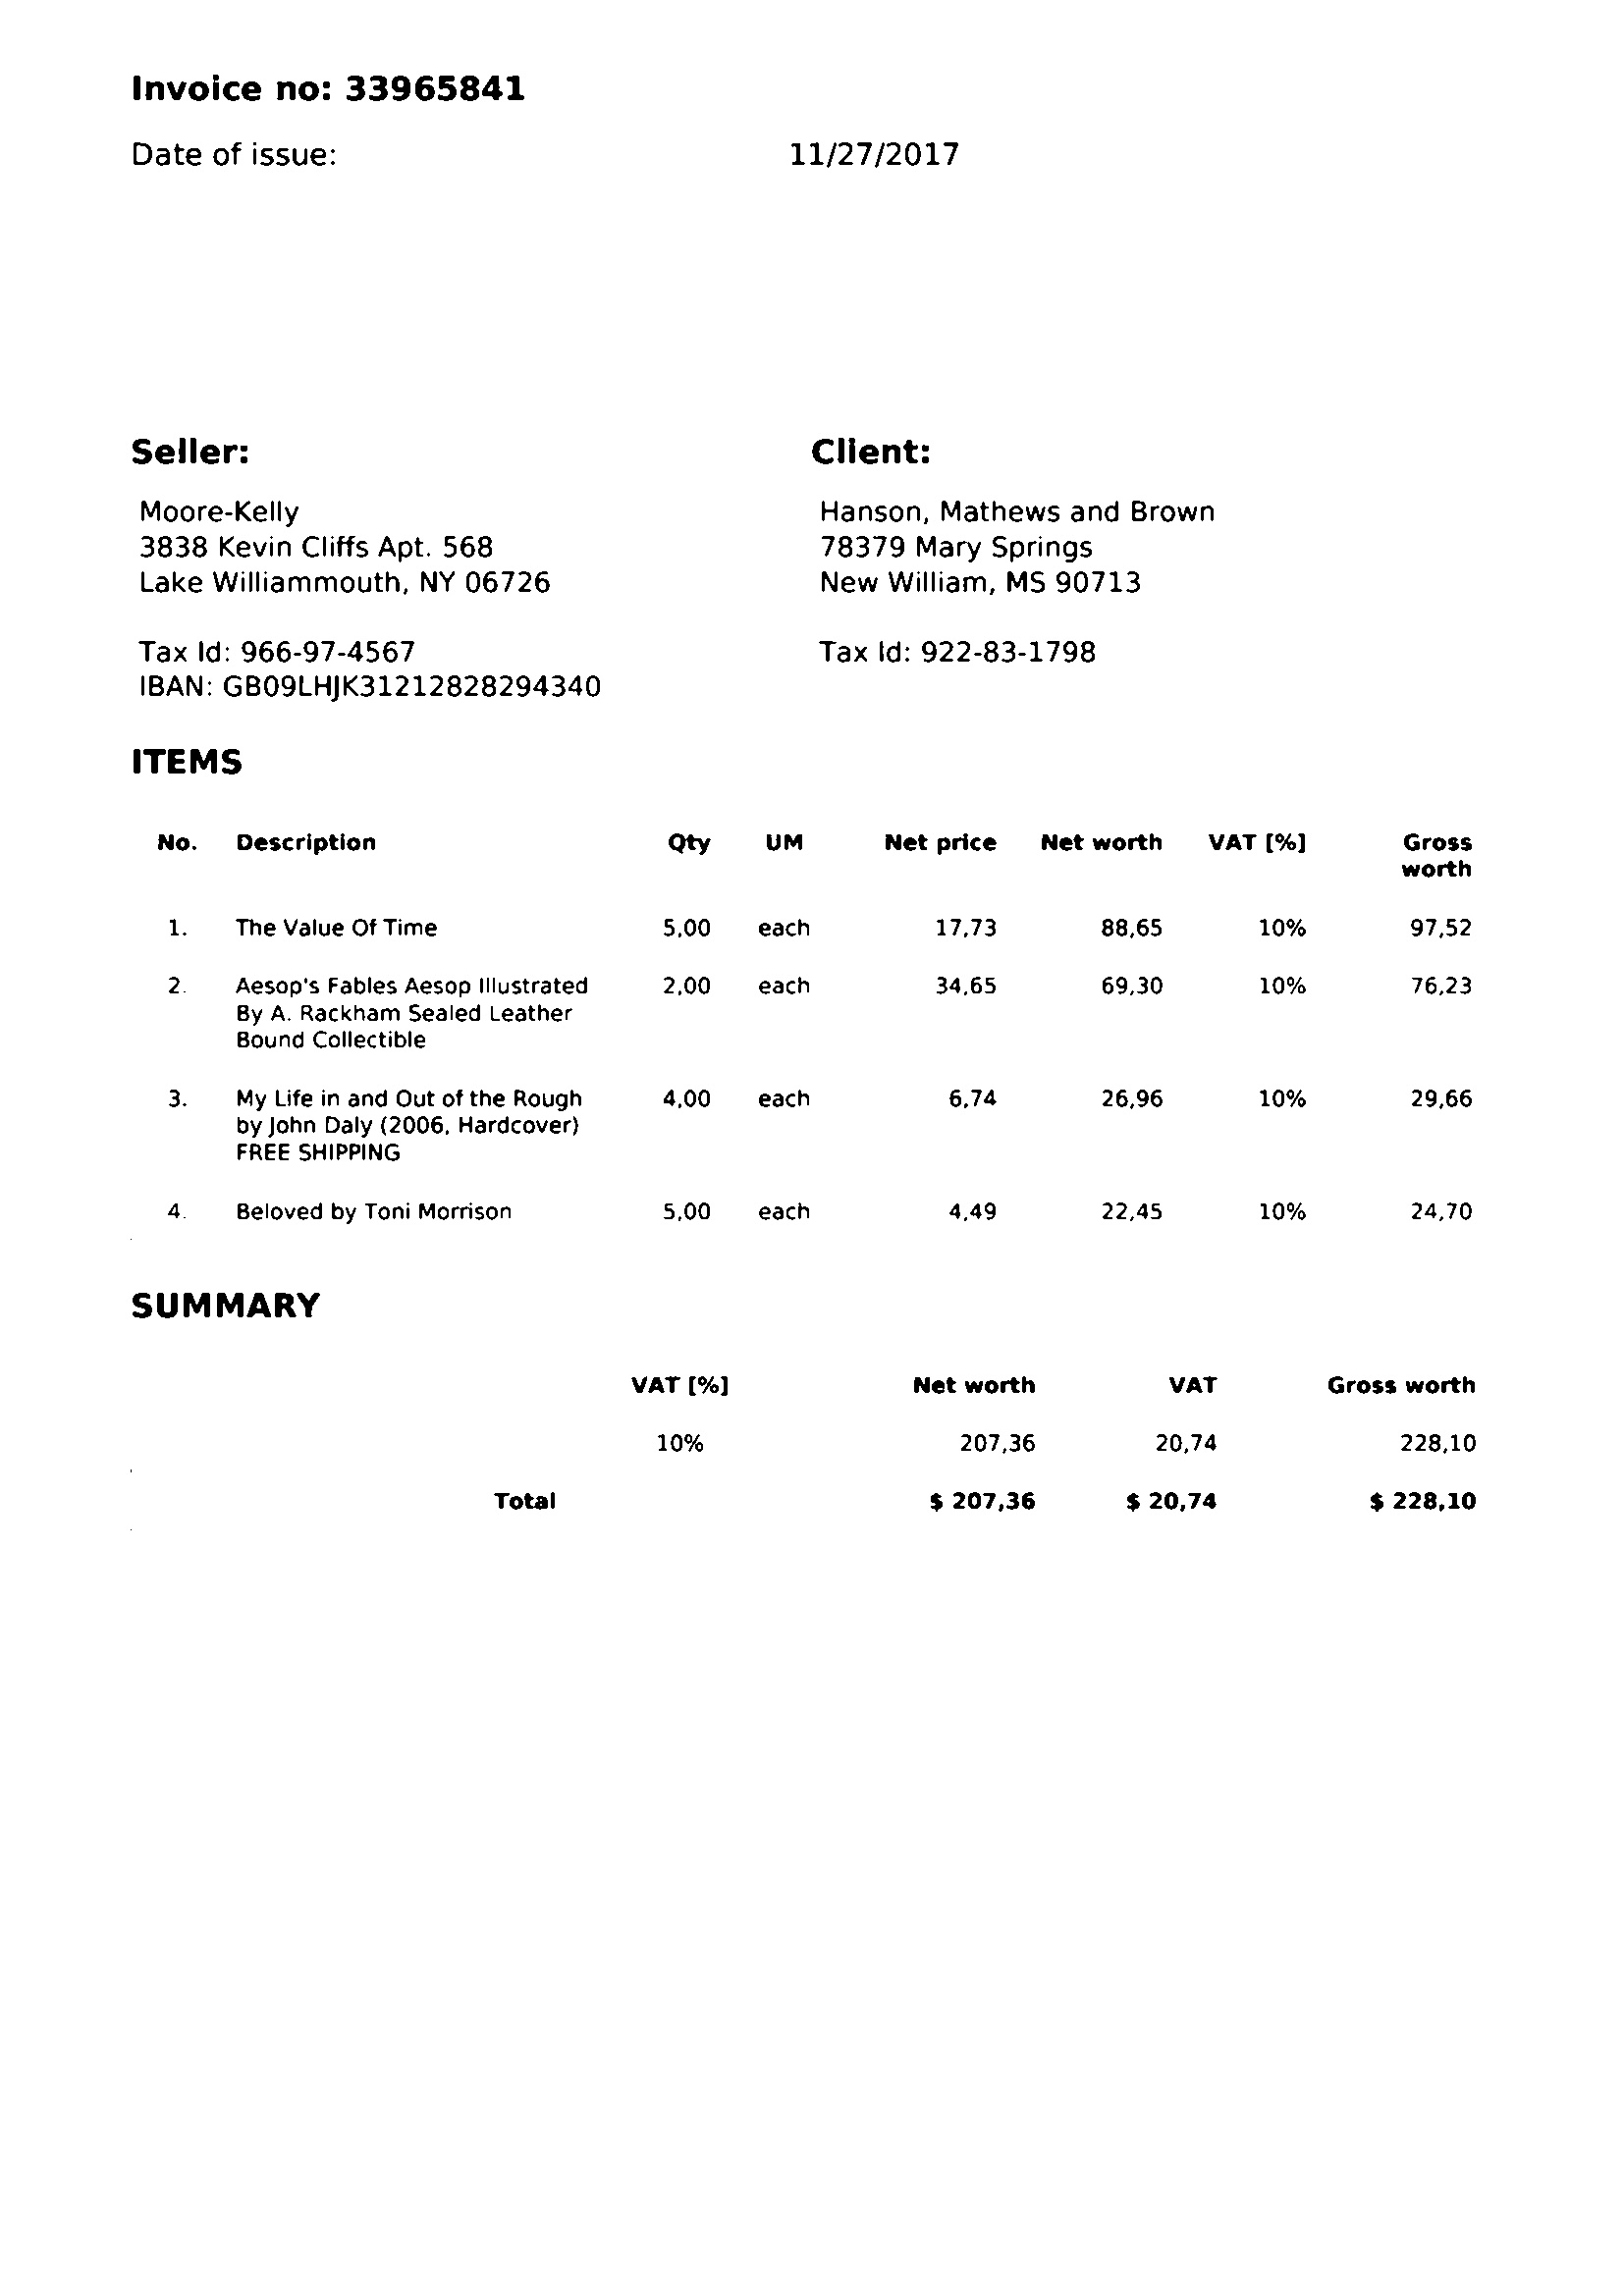 Invoice no: 33965841
Date of issue: 11/27/2017
Seller:
Moore-Kelly
3838 Kevin Cliffs Apt. 568
Lake Williammouth, NY 06726
Tax Id: 966-97-4567
IBAN: GB09LHJK31212828294340
Client:
Hanson, Mathews and Brown
78379 Mary Springs
New William, MS 90713
Tax Id: 922-83-1798
ITEMS
No. Description Qty UM Net price Net worth VAT [%] Gross
worth
1. The Value Of Time 5,00 each 17,73 88,65 10% 97,52
2. Aesop's Fables Aesop Illustrated 2,00 each 34,65 69,30 10% 76,23
By A. Rackham Sealed Leather
Bound Collectible
3. My Life in and Out of the Rough 4,00 each 6,74 26,96 10% 29,66
by John Daly (2006, Hardcover)
FREE SHIPPING
4. Beloved by Toni Morrison 5,00 each 4,49 22,45 10% 24,70
SUMMARY
VAT [%] Net worth VAT Gross worth
10% 207,36 20,74 228,10
Total $ 207,36 $ 20,74 $ 228,10